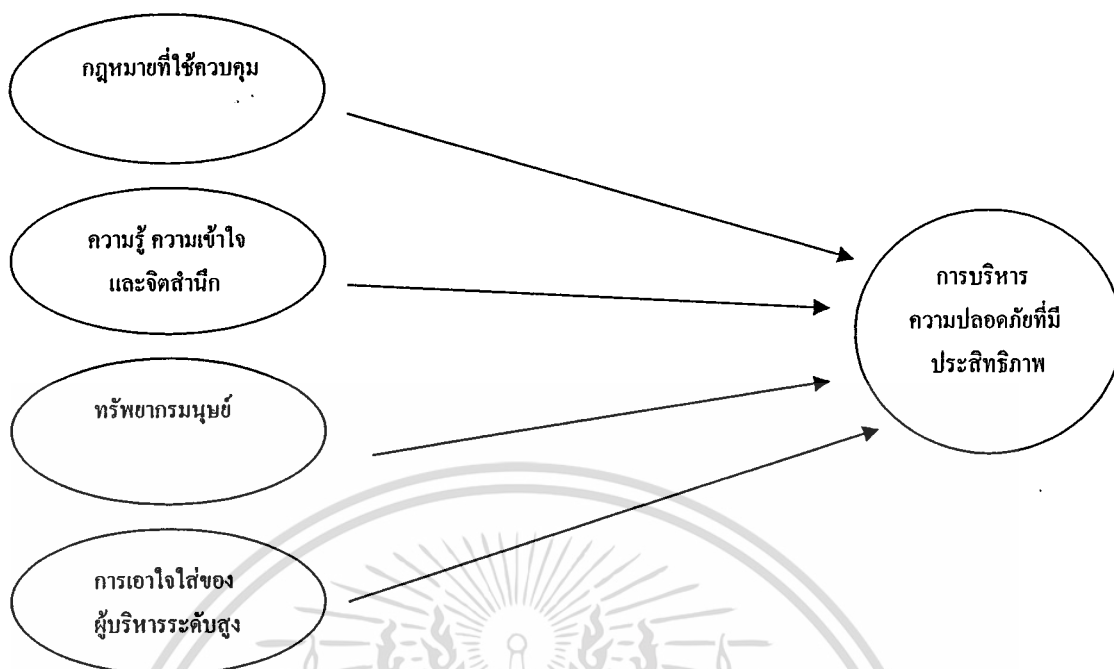 กฎหมายที่ใช้ควบคุม
ความรู้ ความเข้าใจ
และจิตสำนึก
ทรัพยากรมนุษย์
การเอาใจใส่ของ
ผู้บริหารระดับสูง
การบริหาร
ความปลอดภัยที่มี
ประสิทธิภาพ